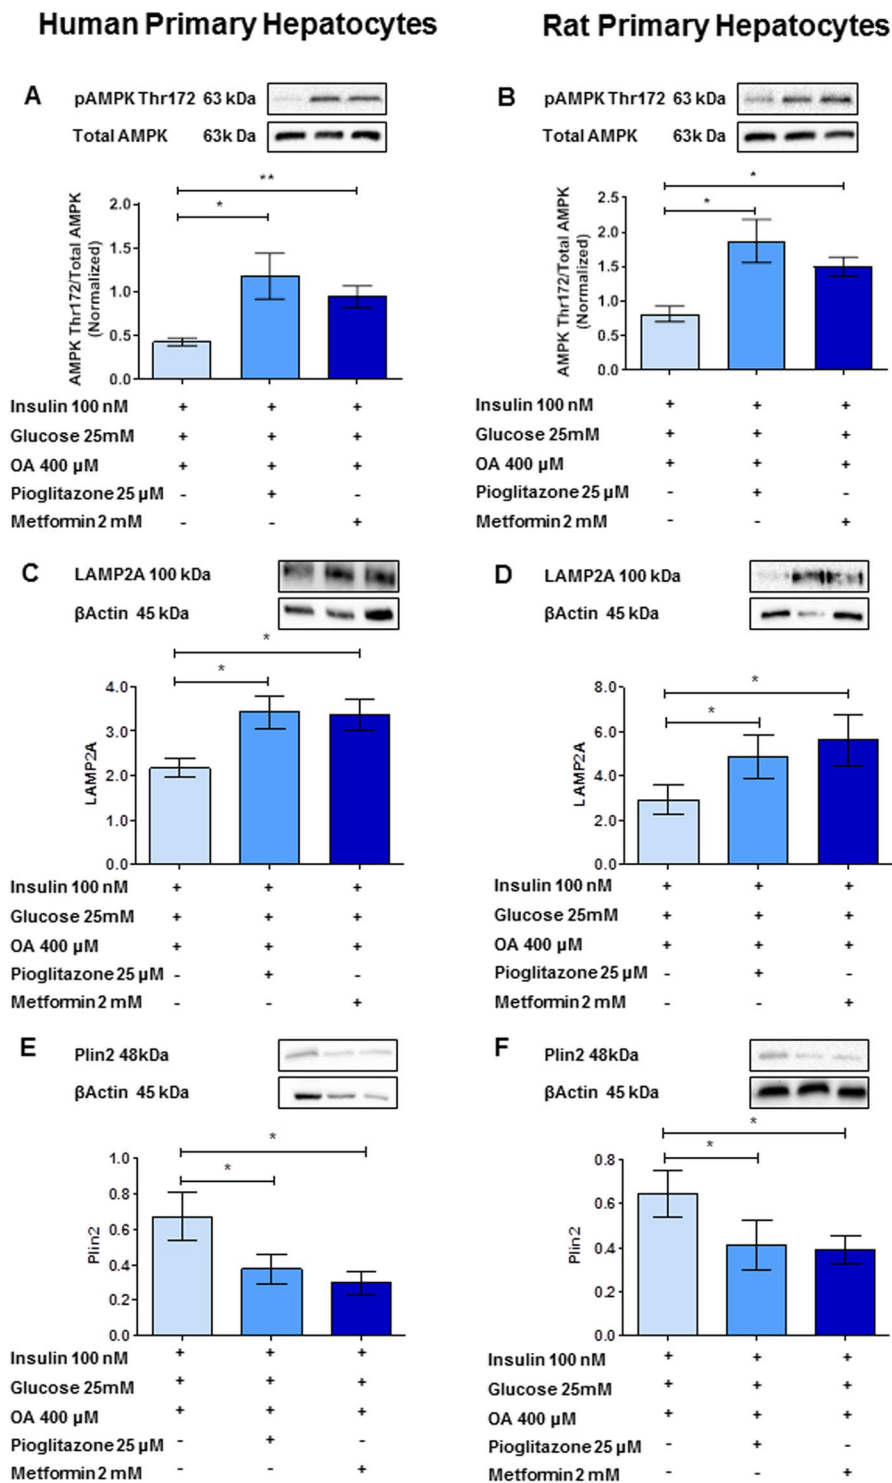 Human Primary Hepatocytes
Rat Primary Hepatocytes
A
pAMPK Thr172 63 kDa
Total AMPK 63k Da
**
*
AMPK Thr172/Total AMPK
(Normalized)
2.0
1.5
1.0
0.5
0.0
Insulin 100 nM + + +
Glucose 25mM + + +
OA 400 µM + + +
Pioglitazone 25 µM - + -
Metformin 2 mM - - +
B
pAMPK Thr172 63 kDa
Total AMPK 63k Da
*
*
AMPK Thr172/Total AMPK
(Normalized)
2.5
2.0
1.5
1.0
0.5
0.0
Insulin 100 nM + + +
Glucose 25mM + + +
OA 400 µM + + +
Pioglitazone 25 µM - + -
Metformin 2 mM - - +
C
LAMP2A 100 kDa
βActin 45 kDa
*
*
LAMP2A
4.0
3.0
2.0
1.0
0.0
Insulin 100 nM + + +
Glucose 25mM + + +
OA 400 µM + + +
Pioglitazone 25 µM - + -
Metformin 2 mM - - +
D
LAMP2A 100 kDa
βActin 45 kDa
*
*
LAMP2A
8.0
6.0
4.0
2.0
0.0
Insulin 100 nM + + +
Glucose 25mM + + +
OA 400 µM + + +
Pioglitazone 25 µM - + -
Metformin 2 mM - - +
E
Plin2 48kDa
βActin 45 kDa
*
*
Plin2
1.0
0.8
0.6
0.4
0.2
0.0
Insulin 100 nM + + +
Glucose 25mM + + +
OA 400 µM + + +
Pioglitazone 25 µM - + -
Metformin 2 mM - - +
F
Plin2 48kDa
βActin 45 kDa
*
*
Plin2
0.8
0.6
0.4
0.2
0.0
Insulin 100 nM + + +
Glucose 25mM + + +
OA 400 µM + + +
Pioglitazone 25 µM - + -
Metformin 2 mM - - +